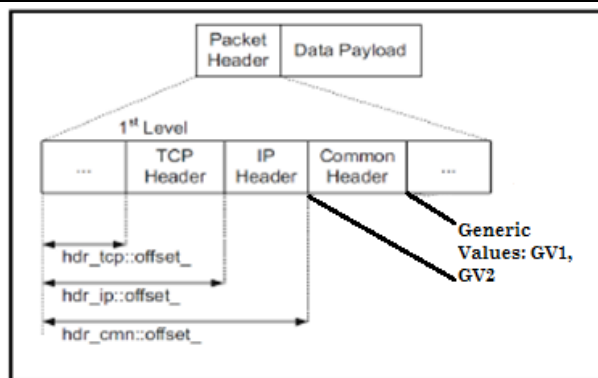 Packet Header
Data Payload
1st Level
...
TCP Header
IP Header
Common Header
...
hdr_tcp::offset_
hdr_ip::offset_
hdr_cmn::offset_
Generic
Values: GV1,
GV2